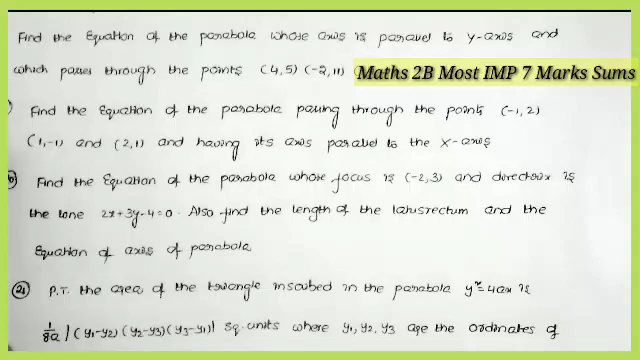 Find the Equation of the parabola whose axis is parallel to y-axis and
which passes through the points (4,5) (-2,11) Maths 2B Most IMP 7 Marks Sums
) Find the Equation of the parabola passing through the points (-1,2)
(1,-1) and (2,1) and having its axis parallel to the x-axis
b) Find the Equation of the parabola whose focus is (-2,3) and directrix is
the line 2x+3y-4=0. Also find the length of the latusrectum and the
Equation of axis of parabola
P.T. the area of the triangle inscribed in the parabola y²=4ax is
1/8a |(y₁-y₂)(y₂-y₃)(y₃-y₁)| sq.units where y₁,y₂,y₃ are the ordinates of